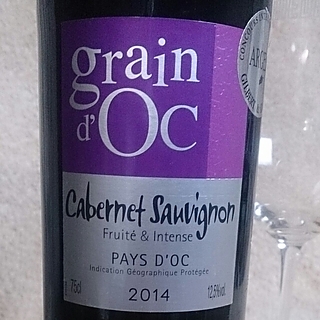 grain
d'OC
Cabernet Sauvignon
Fruité & Intense
PAYS D'OC
Indication Géographique Protégée
75cl 2014 12,5%vol.